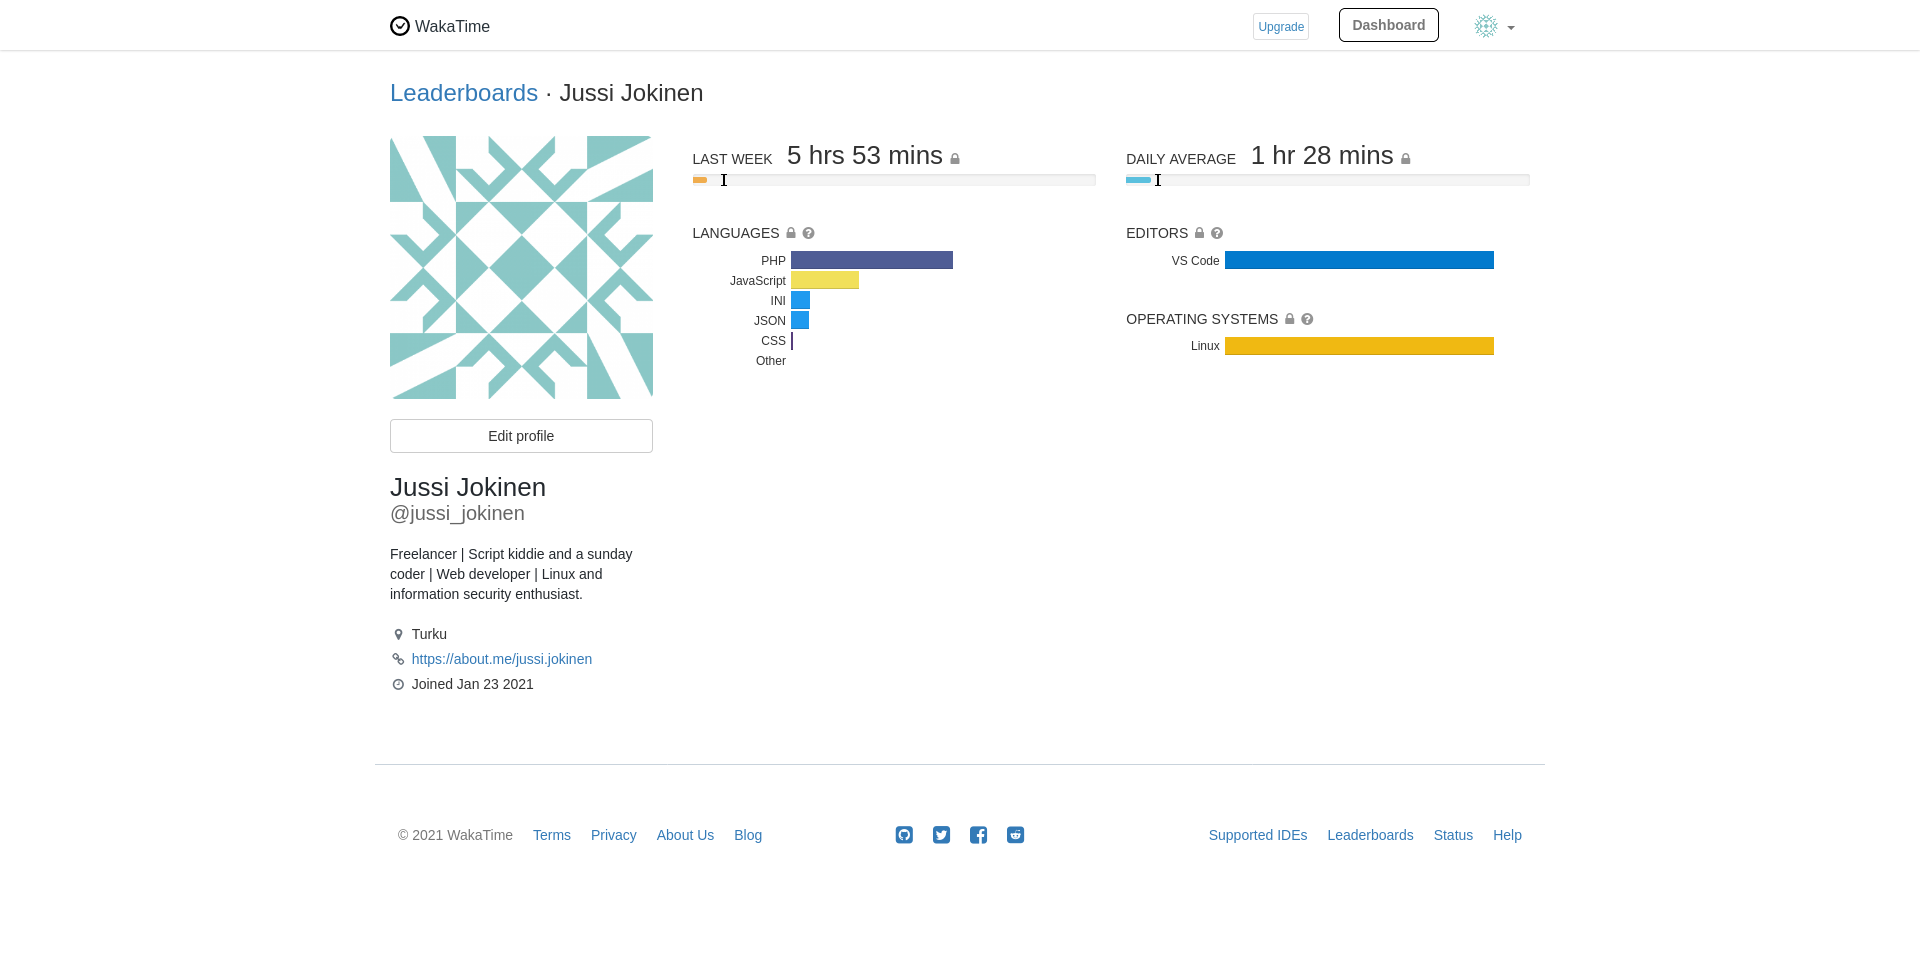 WakaTime
Upgrade
Dashboard
Leaderboards · Jussi Jokinen
Edit profile
Jussi Jokinen
@jussi_jokinen
Freelancer | Script kiddie and a sunday
coder | Web developer | Linux and
information security enthusiast.
Turku
https://about.me/jussi.jokinen
Joined Jan 23 2021
LAST WEEK 5 hrs 53 mins
LANGUAGES
PHP
JavaScript
INI
JSON
CSS
Other
DAILY AVERAGE 1 hr 28 mins
EDITORS
VS Code
OPERATING SYSTEMS
Linux
© 2021 WakaTime Terms Privacy About Us Blog
Supported IDEs Leaderboards Status Help